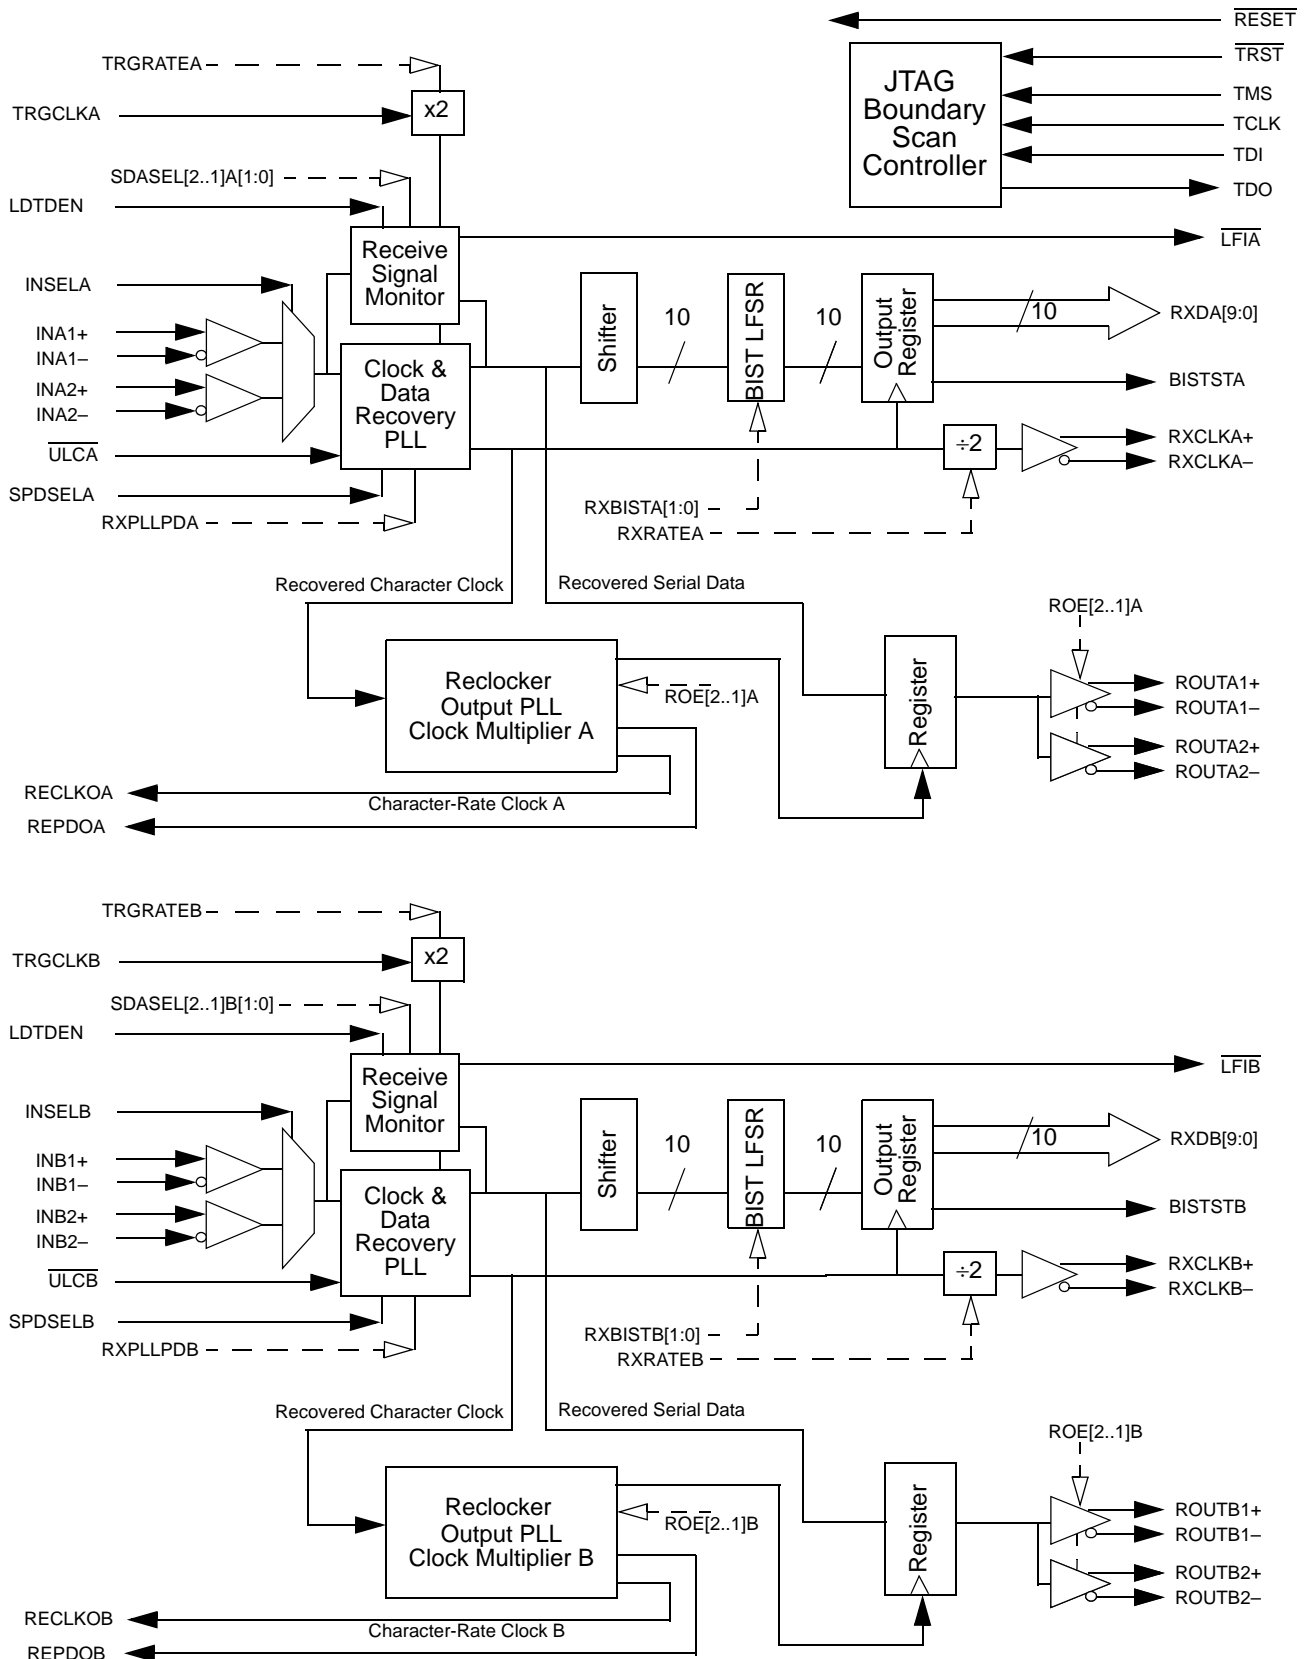 RESET
TRST
TRGRATEA
JTAG
Boundary
Scan
Controller
TMS
TRGCLKA
x2
TCLK
TDI
SDASEL[2..1]A[1:0]
TDO
LDTDEN
LFIA
Receive
Signal
Monitor
INSELA
Shifter
10
BIST LFSR
10
Output
Register
10
RXDA[9:0]
INA1+
INA1–
Clock &
Data
Recovery
PLL
INA2+
INA2–
BISTSTA
ULCA
÷2
RXCLKA+
RXCLKA–
SPDSELA
RXPLLPDA
RXBISTA[1:0]
RXRATEA
Recovered Character Clock
Recovered Serial Data
ROE[2..1]A
Reclocker
Output PLL
Clock Multiplier A
ROE[2..1]A
Register
ROUTA1+
ROUTA1–
ROUTA2+
ROUTA2–
RECLKOA
Character-Rate Clock A
REPDOA
TRGRATEB
TRGCLKB
x2
SDASEL[2..1]B[1:0]
LDTDEN
LFIB
Receive
Signal
Monitor
INSELB
Shifter
10
BIST LFSR
10
Output
Register
10
RXDB[9:0]
INB1+
INB1–
Clock &
Data
Recovery
PLL
INB2+
INB2–
BISTSTB
ULCB
÷2
RXCLKB+
RXCLKB–
SPDSELB
RXPLLPDB
RXBISTB[1:0]
RXRATEB
Recovered Character Clock
Recovered Serial Data
ROE[2..1]B
Reclocker
Output PLL
Clock Multiplier B
ROE[2..1]B
Register
ROUTB1+
ROUTB1–
ROUTB2+
ROUTB2–
RECLKOB
Character-Rate Clock B
REPDOB